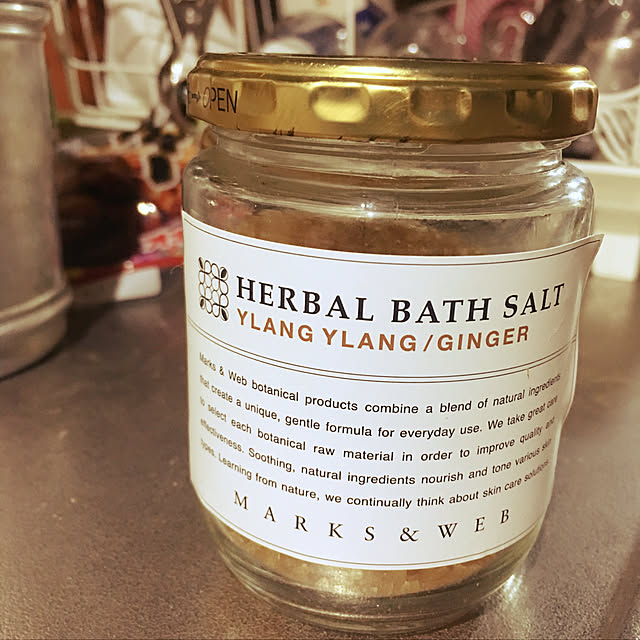 → OPEN
HERBAL BATH SALT
YLANG YLANG / GINGER
Marks & Web botanical products combine a blend of natural ingredients
that create a unique, gentle formula for everyday use. We take great care
to select each botanical raw material in order to improve quality and
effectiveness. Soothing, natural ingredients nourish and tone various skin
types. Learning from nature, we continually think about skin care solutions.
MARKS & WEB